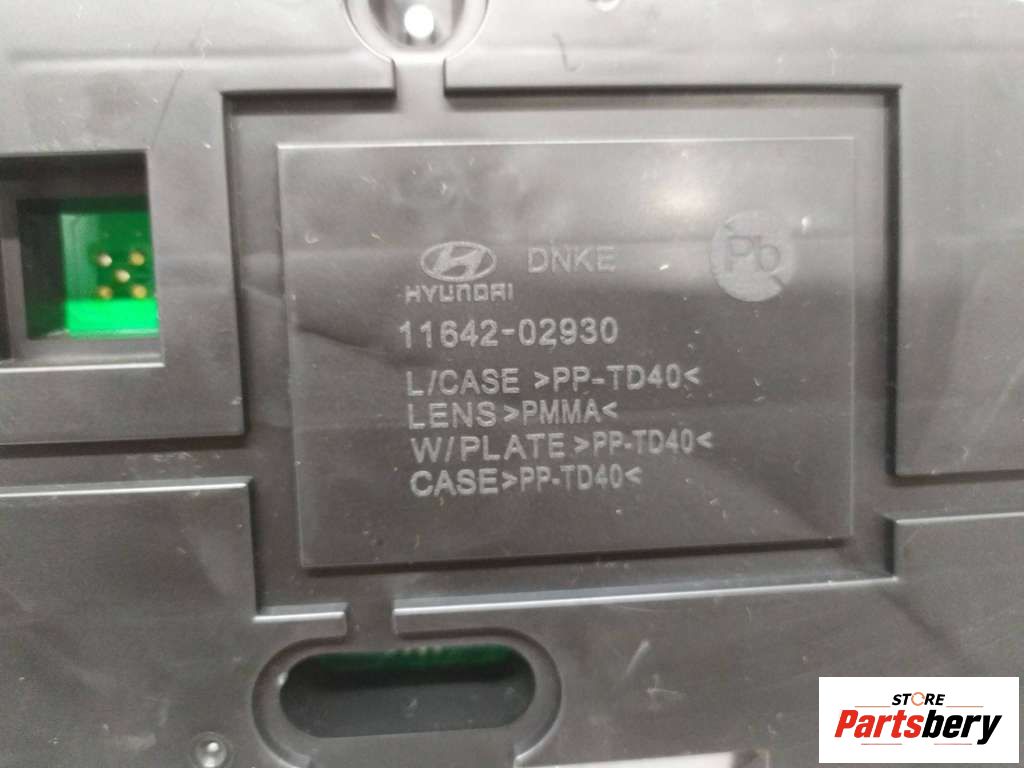 DNKE
Pb
HYUNDAI
11642-02930
L/CASE >PP-TD40<
LENS>PMMA<
W/PLATE>PP-TD40<
CASE>PP-TD40<
STORE
Partsbery